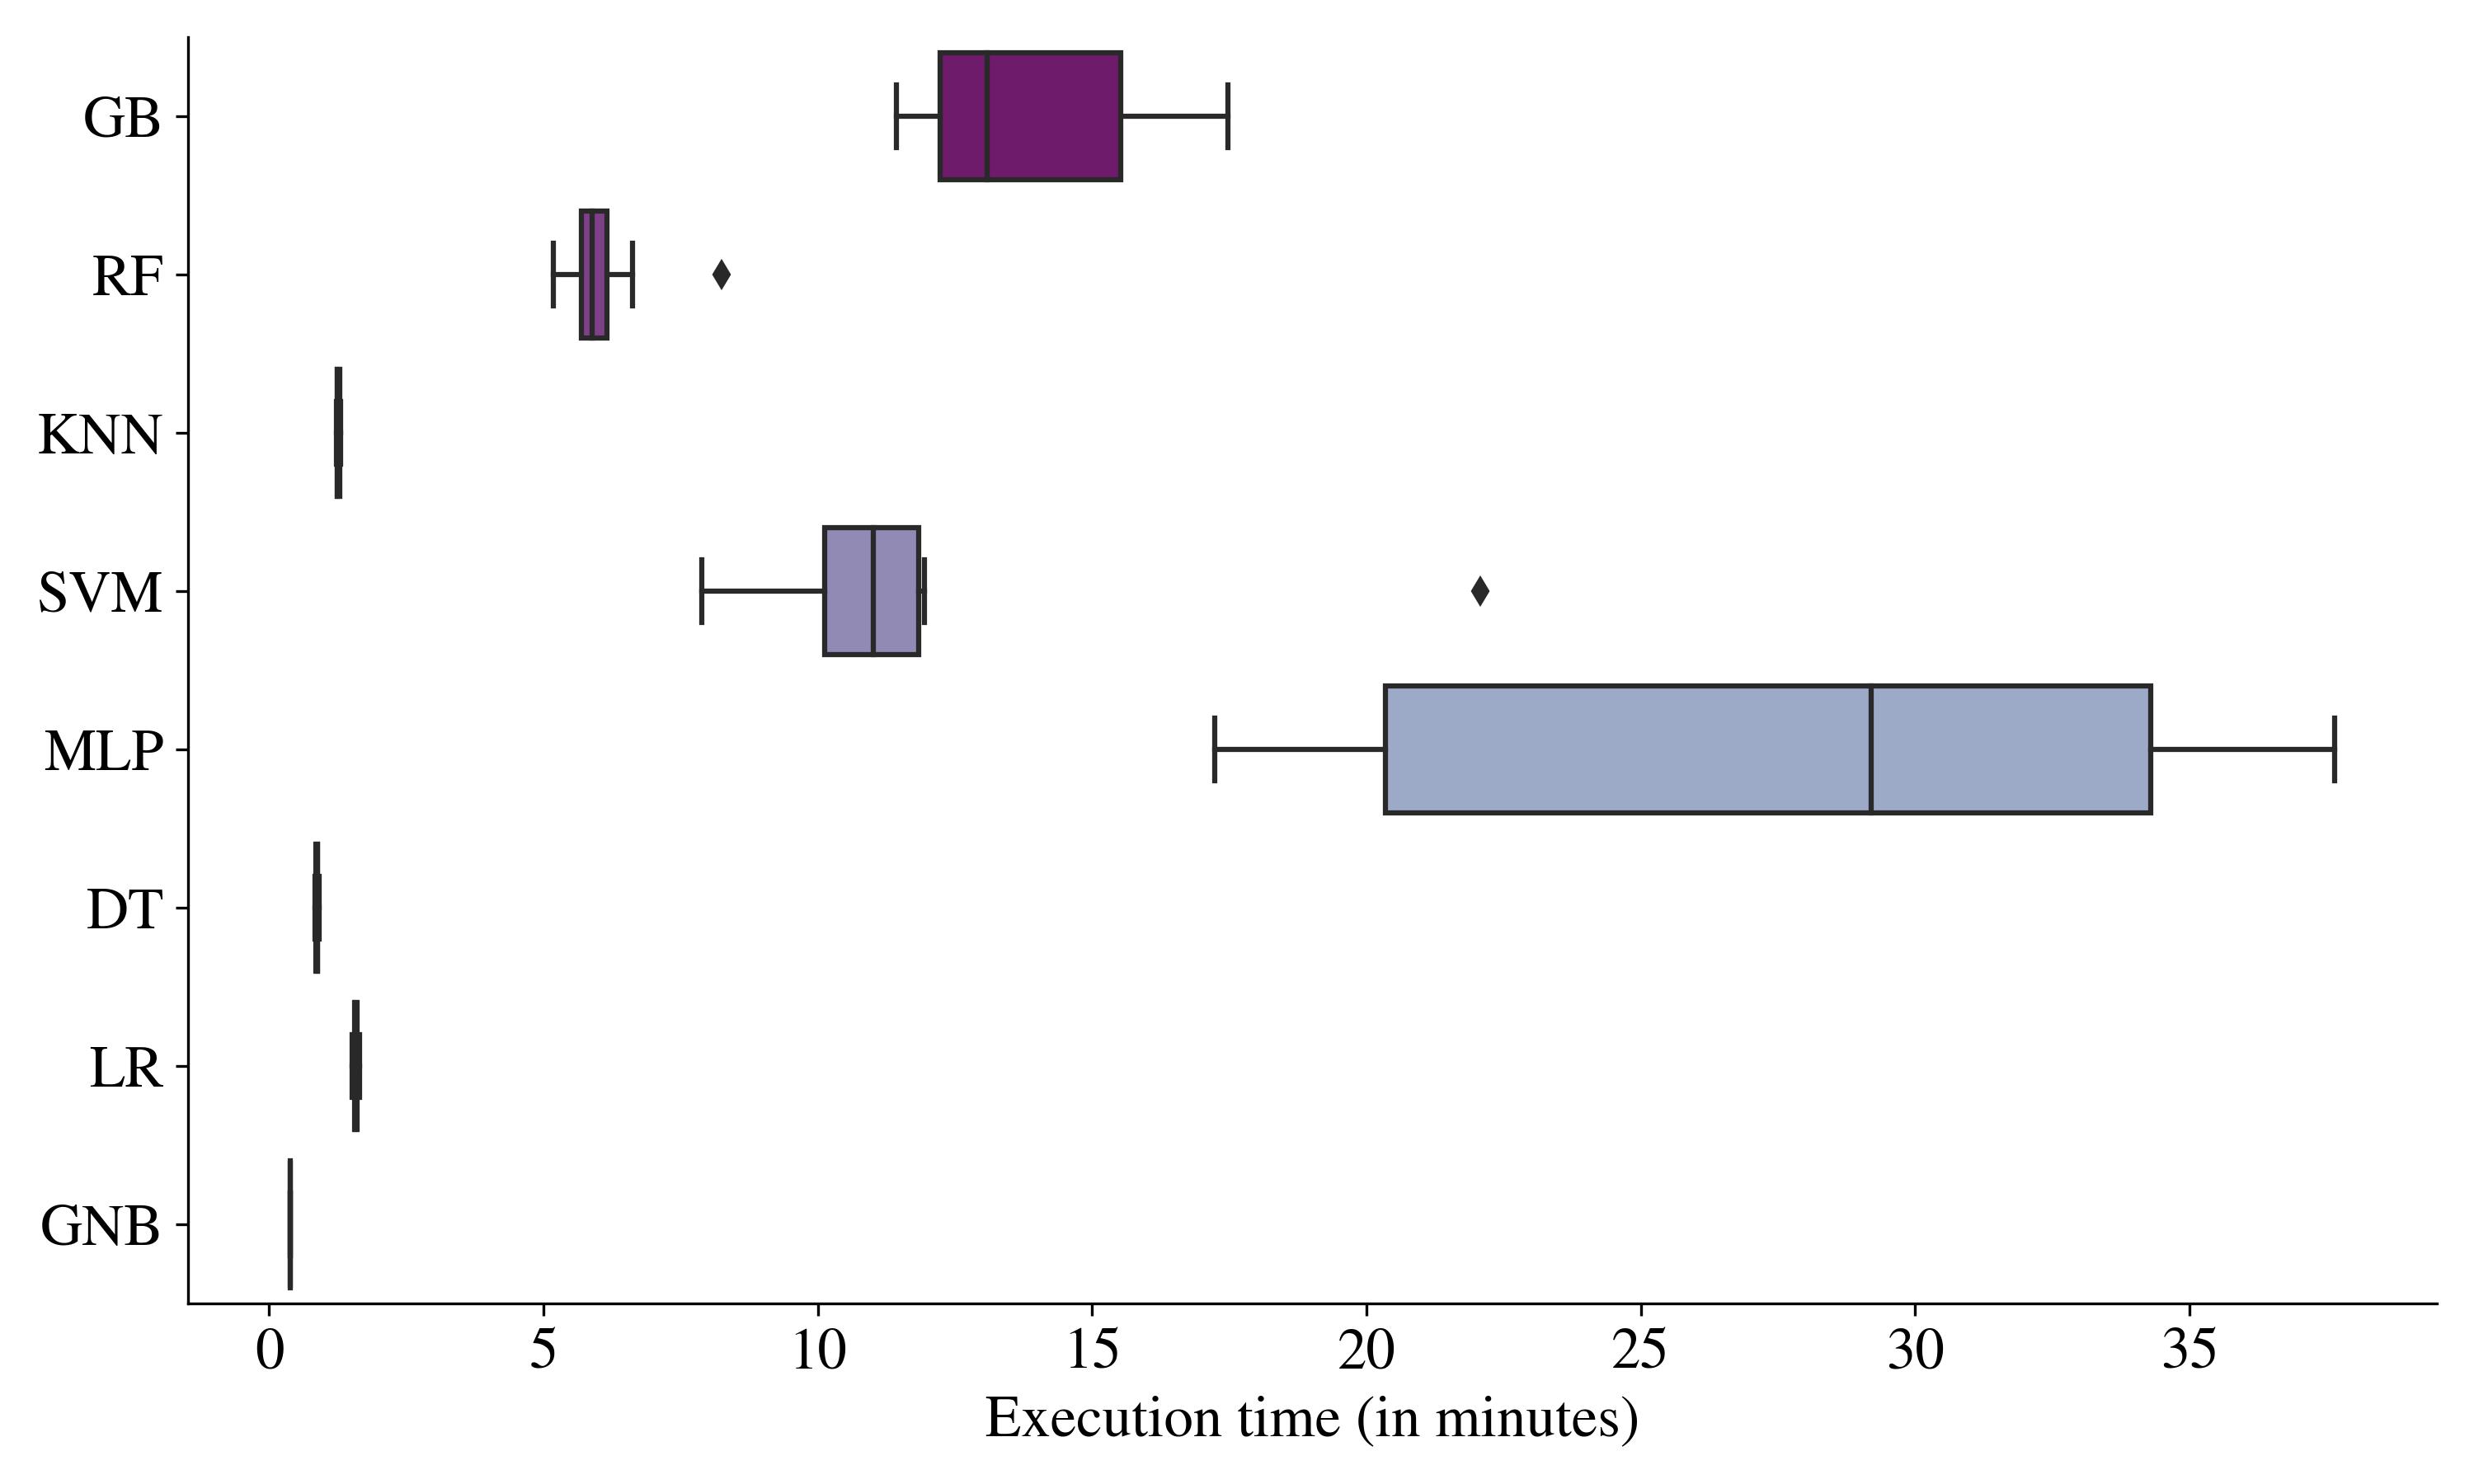 GB
RF
KNN
SVM
MLP
DT
LR
GNB
0 5 10 15 20 25 30 35
Execution time (in minutes)